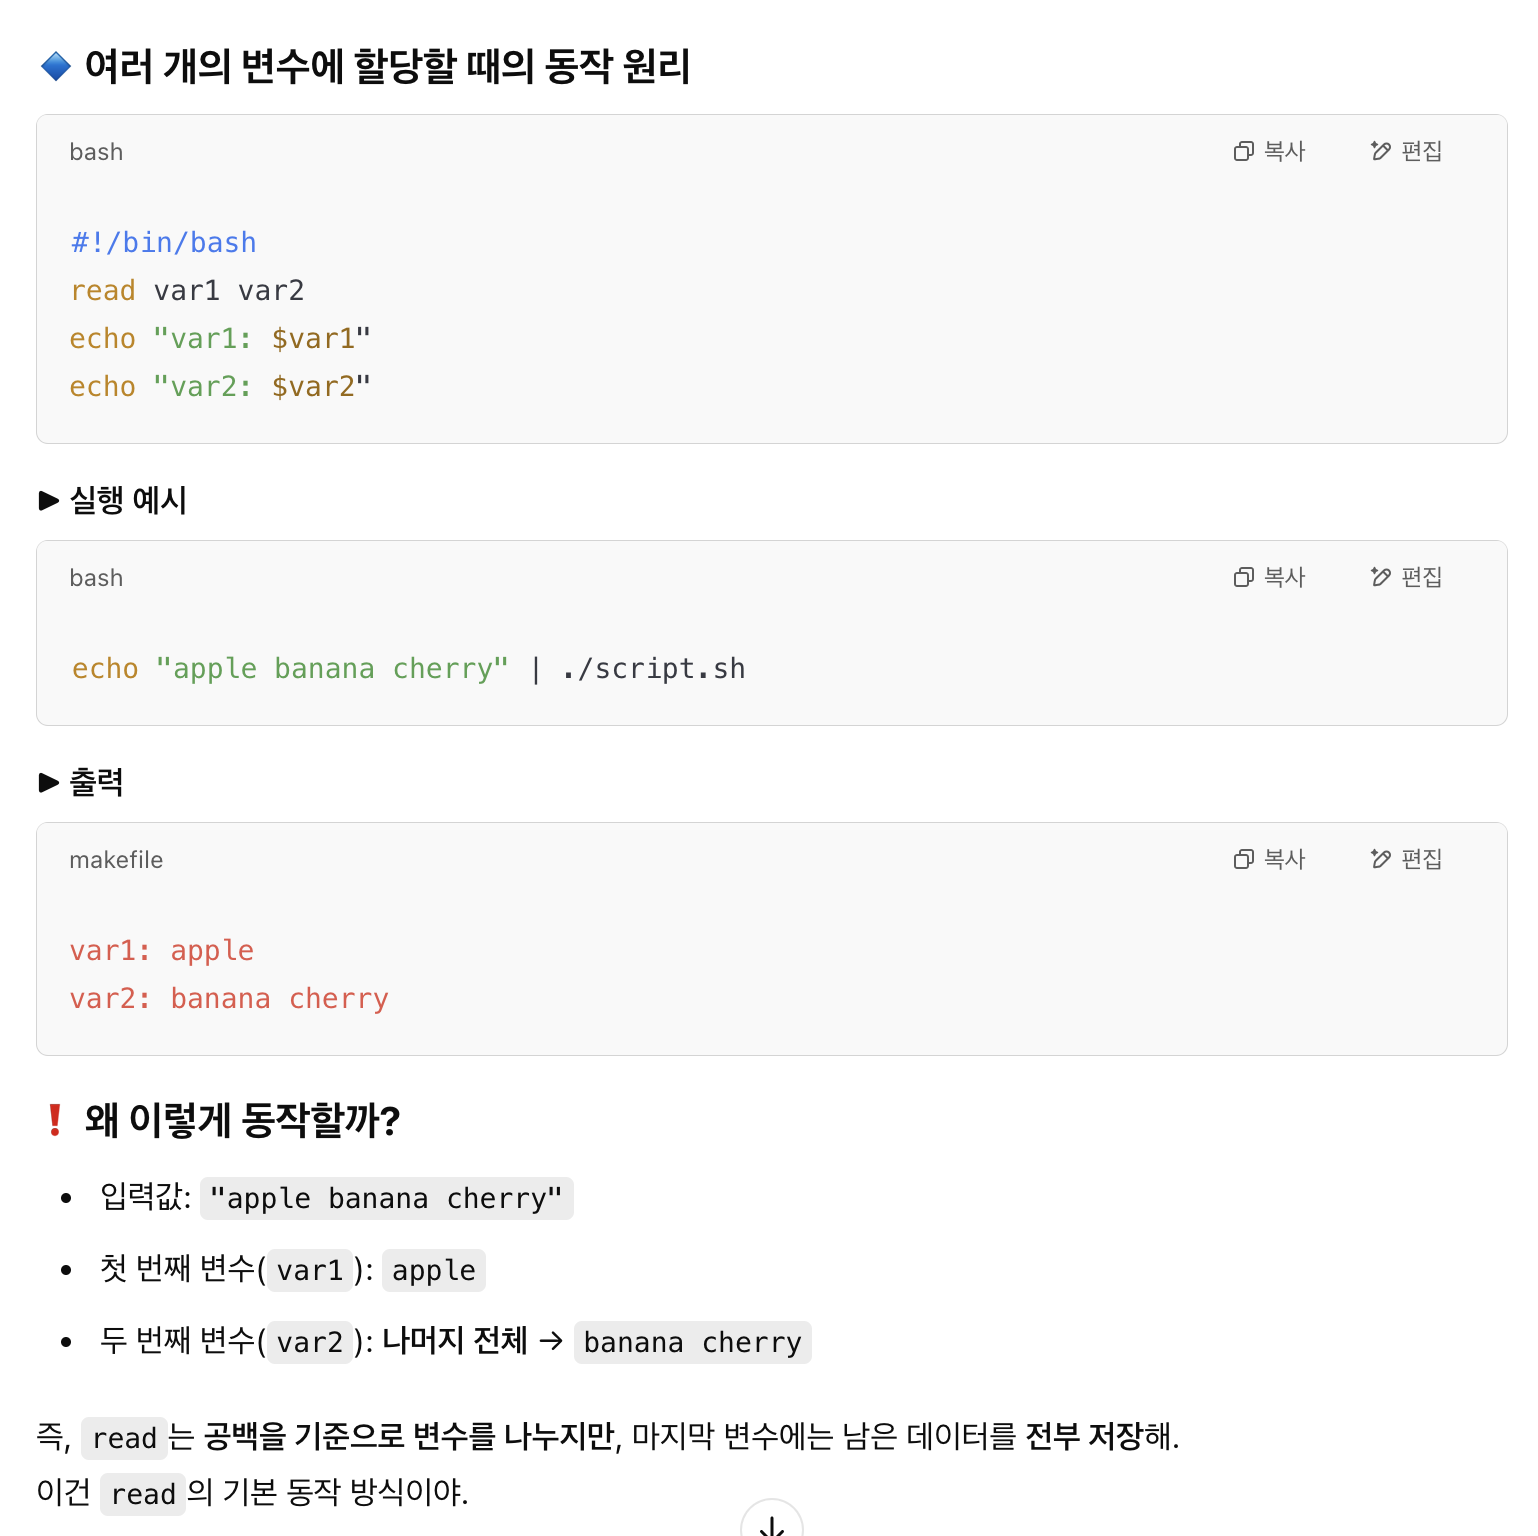 🔷 여러 개의 변수에 할당할 때의 동작 원리
bash 복사 편집
#!/bin/bash
read var1 var2
echo "var1: $var1"
echo "var2: $var2"
▶ 실행 예시
bash 복사 편집
echo "apple banana cherry" | ./script.sh
▶ 출력
makefile 복사 편집
var1: apple
var2: banana cherry
❗ 왜 이렇게 동작할까?
• 입력값: "apple banana cherry"
• 첫 번째 변수(var1): apple
• 두 번째 변수(var2): 나머지 전체 → banana cherry
즉, read는 공백을 기준으로 변수를 나누지만, 마지막 변수에는 남은 데이터를 전부 저장해.
이건 read의 기본 동작 방식이야.